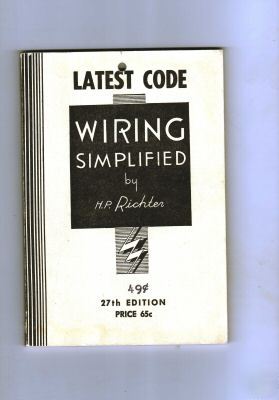 LATEST CODE
WIRING
SIMPLIFIED
by
H.P. Richter
49¢
27th EDITION
PRICE 65c